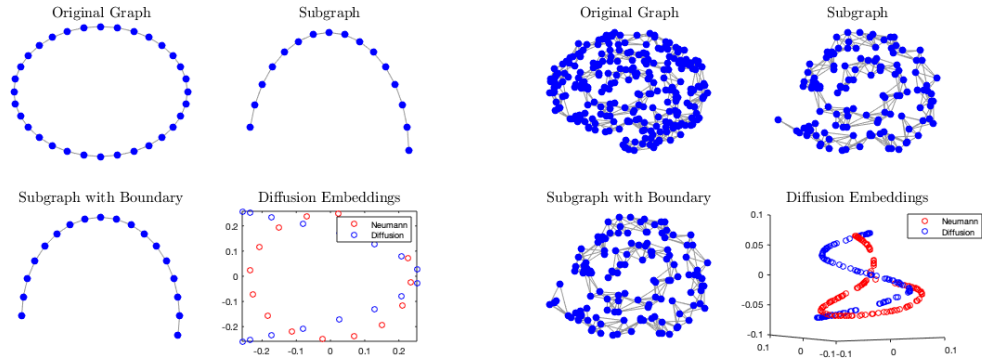 Original Graph
Subgraph
Subgraph with Boundary
Diffusion Embeddings
Neumann
Diffusion
0.2
0.1
0
-0.1
-0.2
-0.2
-0.1
0
0.1
0.2
Original Graph
Subgraph
Subgraph with Boundary
Diffusion Embeddings
Neumann
Diffusion
0.1
0.05
0
-0.05
-0.1
0.1
0
-0.1
-0.1
0
0.1